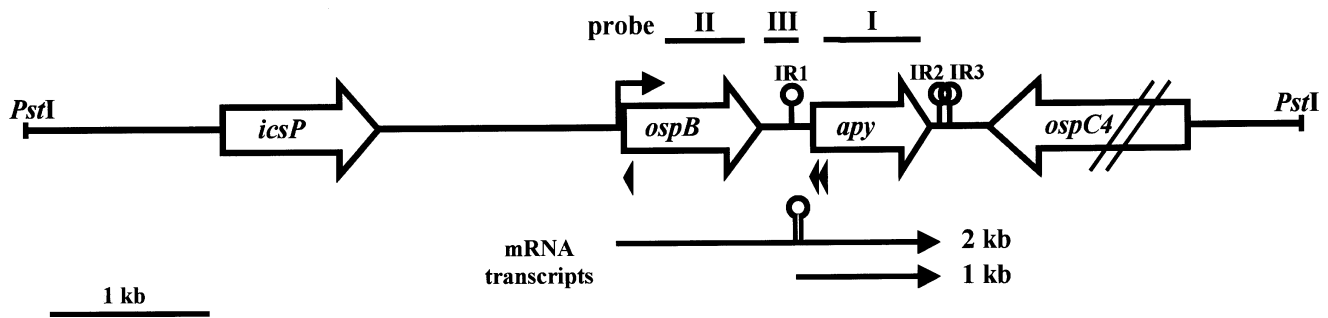 probe II III I
IR1 IR2 IR3
PstI icsP ospB apy ospC4 PstI
mRNA
transcripts
2 kb
1 kb
1 kb